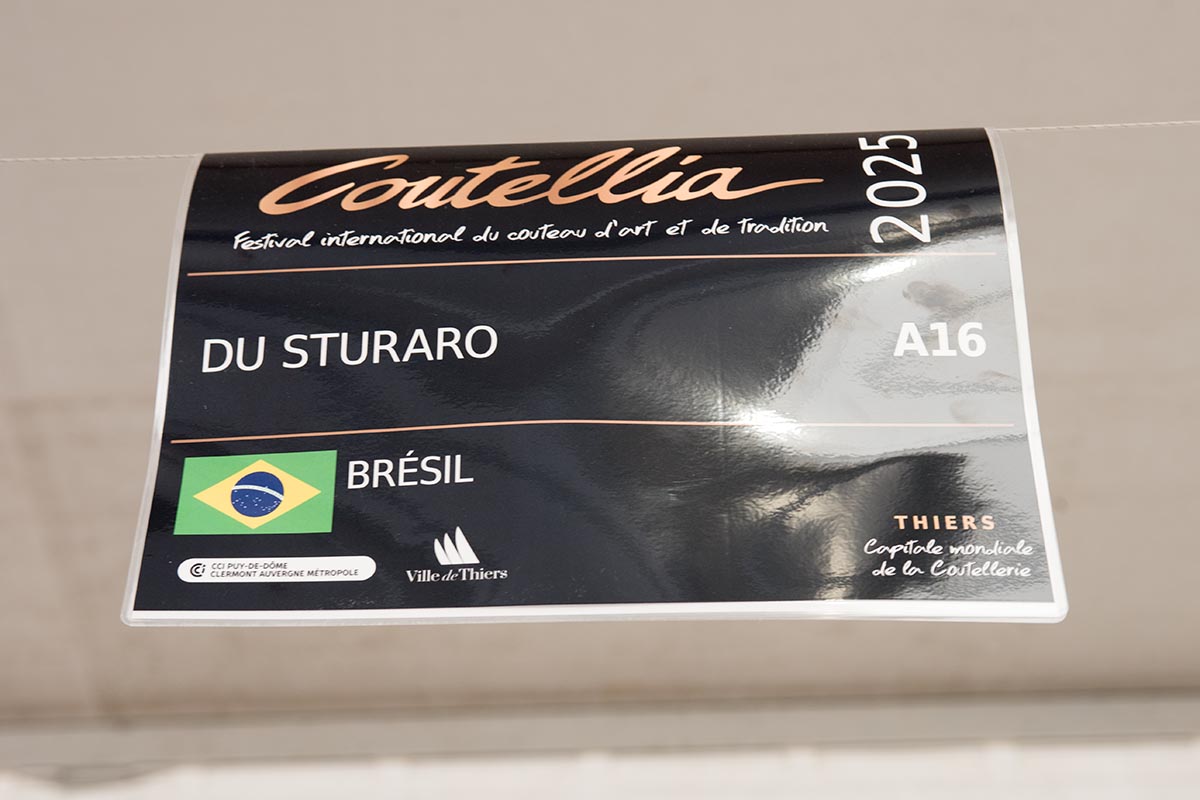 Coutellia
2025
Festival international du couteau d'art et de tradition
DU STURARO
A16
BRÉSIL
THIERS
Capitale mondiale
de la Coutellerie
CCi
CCI PUY-DE-DÔME
CLERMONT AUVERGNE MÉTROPOLE
Ville de Thiers